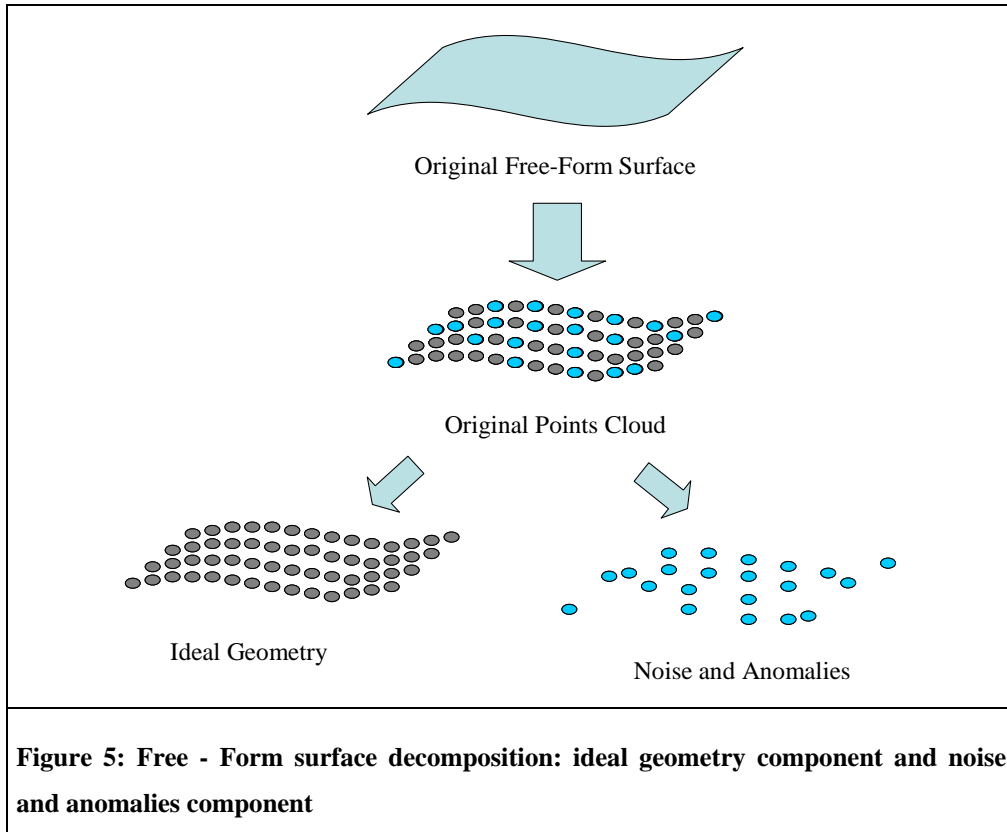 Original Free-Form Surface
Original Points Cloud
Ideal Geometry
Noise and Anomalies
Figure 5: Free - Form surface decomposition: ideal geometry component and noise
and anomalies component